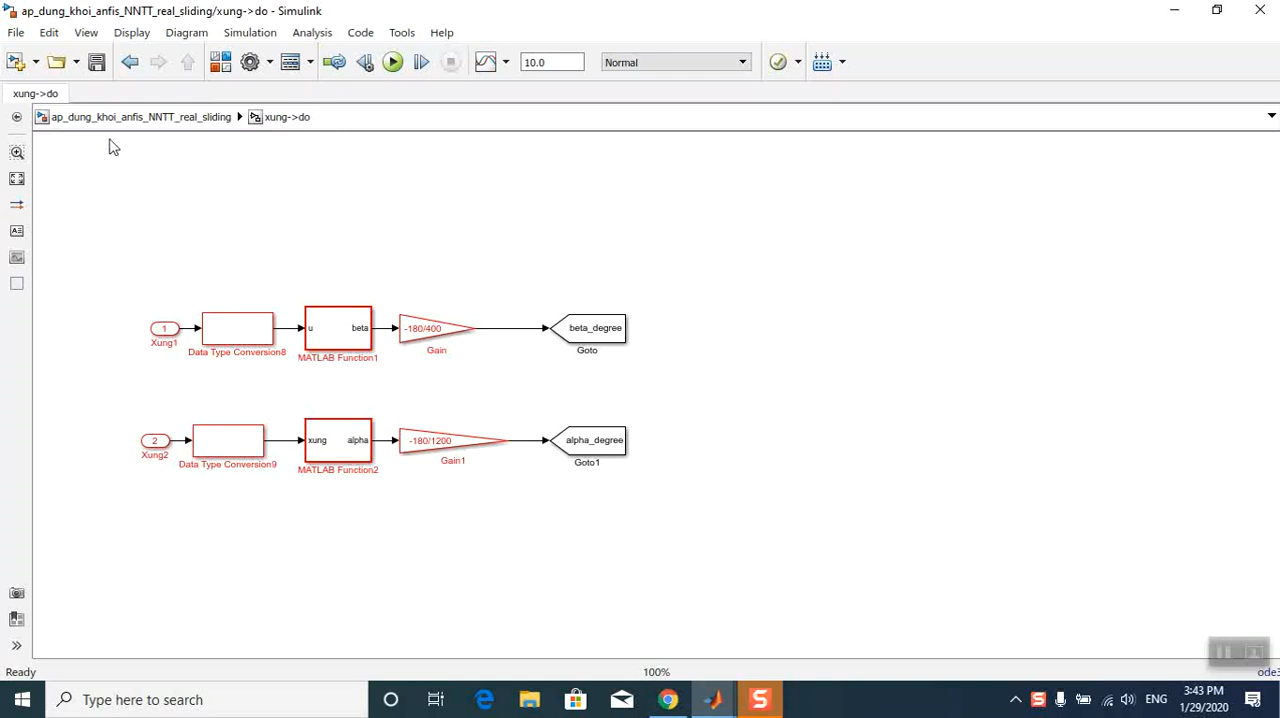 ap_dung_khoi_anfis_NNTT_real_sliding/xung->do - Simulink
File Edit View Display Diagram Simulation Analysis Code Tools Help
10.0 Normal
xung->do
ap_dung_khoi_anfis_NNTT_real_sliding xung->do
1 u beta -180/400 beta_degree
Xung1 Data Type Conversion8 MATLAB Function1 Gain Goto
2 xung alpha -180/1200 alpha_degree
Xung2 Data Type Conversion9 MATLAB Function2 Gain1 Goto1
Ready 100% ode3
Type here to search ENG 3:43 PM
1/29/2020